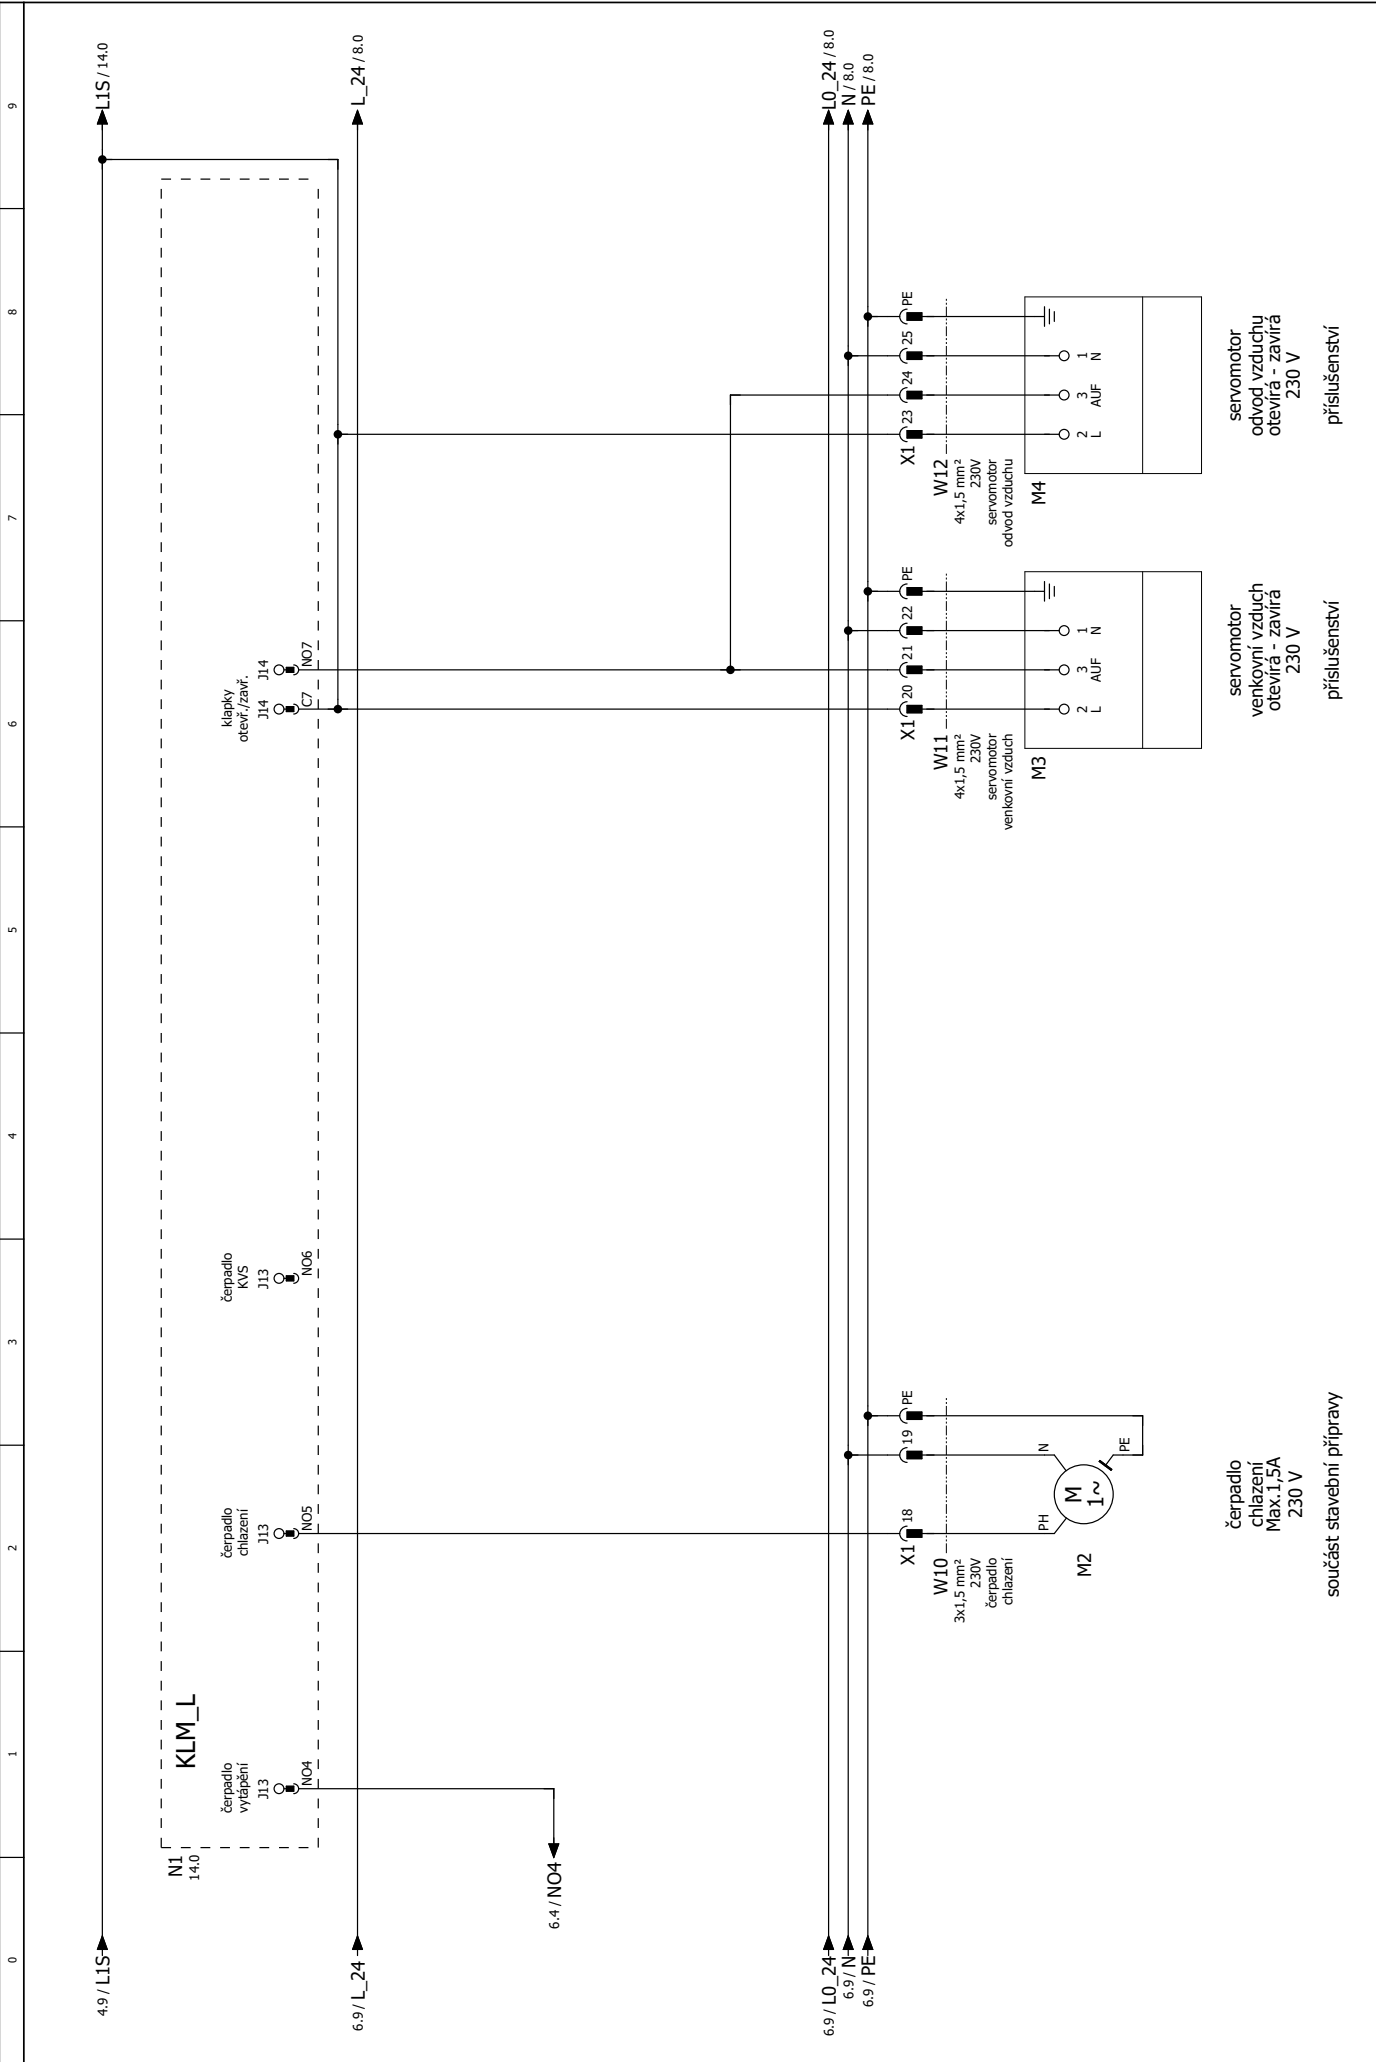 0
1
2
3
4
5
6
7
8
9
4.9 / L1S
L1S / 14.0
N1
14.0
KLM_L
čerpadlo
vytápění
J13
NO4
čerpadlo
chlazení
J13
NO5
čerpadlo
KVS
J13
NO6
klapky
otevř./zavř.
J14
C7
J14
NO7
6.9 / L_24
L_24 / 8.0
6.4 / NO4
6.9 / L0_24
L0_24 / 8.0
6.9 / N
N / 8.0
6.9 / PE
PE / 8.0
X1
18
19
PE
W10
3x1,5 mm²
230V
čerpadlo
chlazení
PH
N
PE
M
1~
M2
čerpadlo
chlazení
Max.1,5A
230 V
součást stavební přípravy
X1
20
21
22
PE
W11
4x1,5 mm²
230V
servomotor
venkovní vzduch
M3
2
L
3
AUF
1
N
servomotor
venkovní vzduch
otevírá - zavírá
230 V
příslušenství
X1
23
24
25
PE
W12
4x1,5 mm²
230V
servomotor
odvod vzduchu
M4
2
L
3
AUF
1
N
servomotor
odvod vzduchu
otevírá - zavírá
230 V
příslušenství